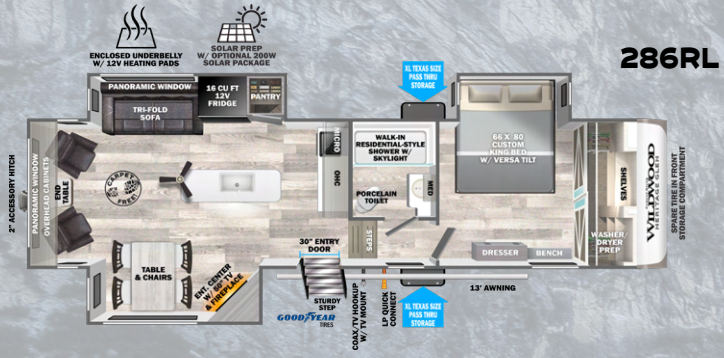 286RL
ENCLOSED UNDERBELLY
W/ 12V HEATING PADS
SOLAR PREP
W/ OPTIONAL 200W
SOLAR PACKAGE
XL TEXAS SIZE
PASS THRU
STORAGE
PANORAMIC WINDOW
TRI-FOLD
SOFA
16 CU FT
12V
FRIDGE
PANTRY
2" ACCESSORY HITCH
PANORAMIC WINDOW
OVERHEAD CABINETS
END
TABLE
CARPET
FREE!
MICRO
OHC
WALK-IN
RESIDENTIAL-STYLE
SHOWER W/
SKYLIGHT
PORCELAIN
TOILET
MED
66 X 80
CUSTOM
KING BED
W/ VERSA TILT
SHELVES
WILDWOOD
HERITAGE GLEN
SPARE TIRE IN FRONT
STORAGE COMPARTMENT
WASHER/
DRYER
PREP
STEPS
30" ENTRY
DOOR
DRESSER
BENCH
TABLE
& CHAIRS
ENT. CENTER
W/ 50" TV
& FIREPLACE
STURDY
STEP
GOODYEAR
TIRES
COAX/TV HOOKUP
W/ TV MOUNT
LP QUICK
CONNECT
XL TEXAS SIZE
PASS THRU
STORAGE
13' AWNING